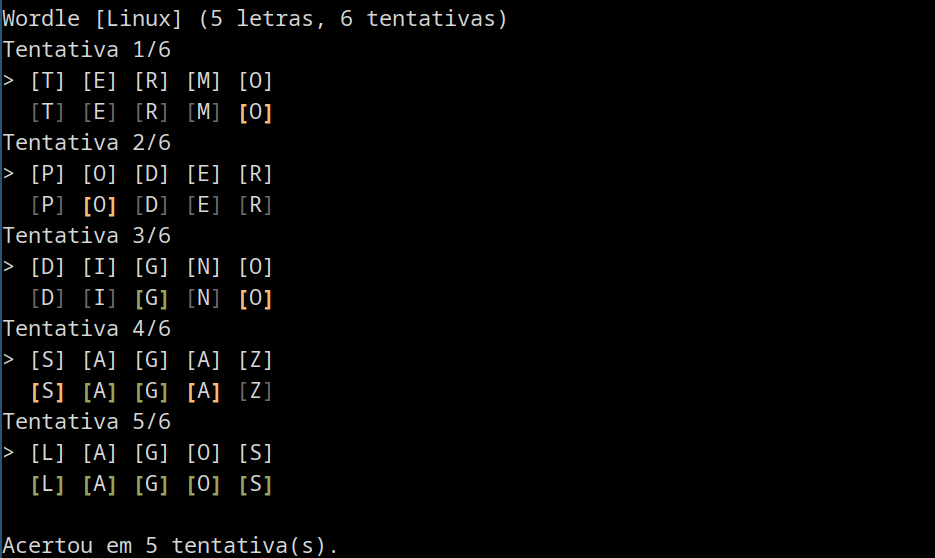 Wordle [Linux] (5 letras, 6 tentativas)
Tentativa 1/6
> [T] [E] [R] [M] [O]
[T] [E] [R] [M] [O]
Tentativa 2/6
> [P] [O] [D] [E] [R]
[P] [O] [D] [E] [R]
Tentativa 3/6
> [D] [I] [G] [N] [O]
[D] [I] [G] [N] [O]
Tentativa 4/6
> [S] [A] [G] [A] [Z]
[S] [A] [G] [A] [Z]
Tentativa 5/6
> [L] [A] [G] [O] [S]
[L] [A] [G] [O] [S]
Acertou em 5 tentativa(s).